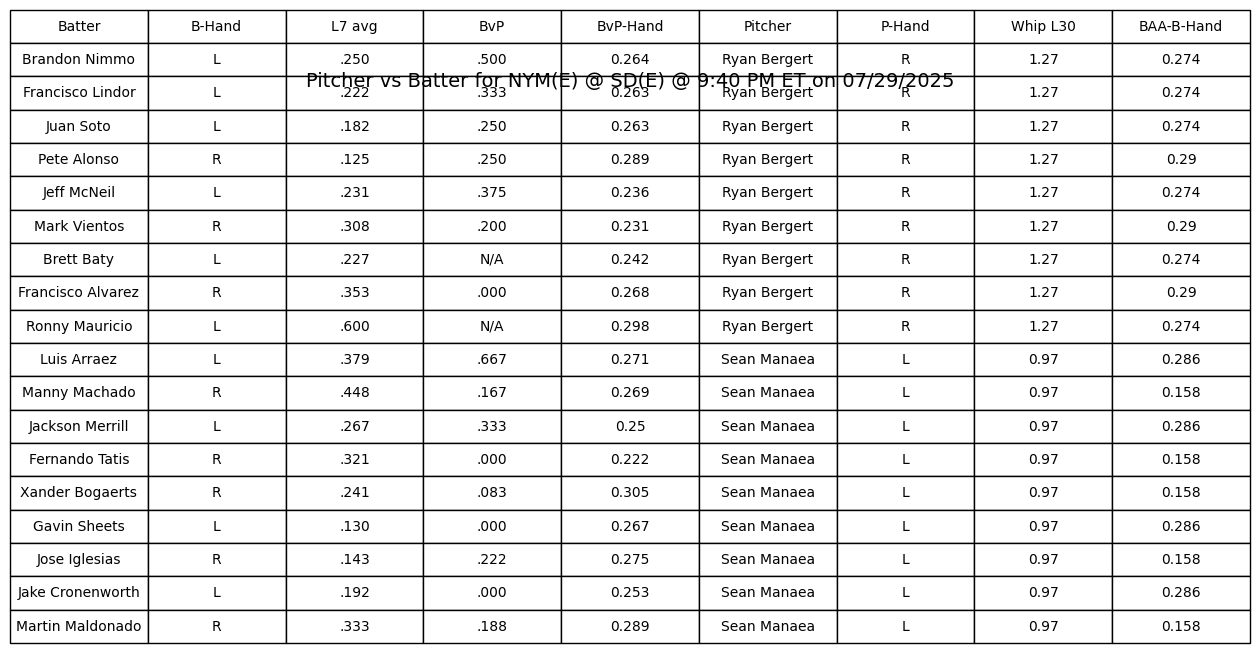 Batter B-Hand L7 avg BvP BvP-Hand Pitcher P-Hand Whip L30 BAA-B-Hand
Brandon Nimmo L .250 .500 0.264 Ryan Bergert R 1.27 0.274
Pitcher vs Batter for NYM(E) @ SD(E) @ 9:40 PM ET on 07/29/2025
Francisco Lindor L .222 .333 0.263 Ryan Bergert R 1.27 0.274
Juan Soto L .182 .250 0.263 Ryan Bergert R 1.27 0.274
Pete Alonso R .125 .250 0.289 Ryan Bergert R 1.27 0.29
Jeff McNeil L .231 .375 0.236 Ryan Bergert R 1.27 0.274
Mark Vientos R .308 .200 0.231 Ryan Bergert R 1.27 0.29
Brett Baty L .227 N/A 0.242 Ryan Bergert R 1.27 0.274
Francisco Alvarez R .353 .000 0.268 Ryan Bergert R 1.27 0.29
Ronny Mauricio L .600 N/A 0.298 Ryan Bergert R 1.27 0.274
Luis Arraez L .379 .667 0.271 Sean Manaea L 0.97 0.286
Manny Machado R .448 .167 0.269 Sean Manaea L 0.97 0.158
Jackson Merrill L .267 .333 0.25 Sean Manaea L 0.97 0.286
Fernando Tatis R .321 .000 0.222 Sean Manaea L 0.97 0.158
Xander Bogaerts R .241 .083 0.305 Sean Manaea L 0.97 0.158
Gavin Sheets L .130 .000 0.267 Sean Manaea L 0.97 0.286
Jose Iglesias R .143 .222 0.275 Sean Manaea L 0.97 0.158
Jake Cronenworth L .192 .000 0.253 Sean Manaea L 0.97 0.286
Martin Maldonado R .333 .188 0.289 Sean Manaea L 0.97 0.158